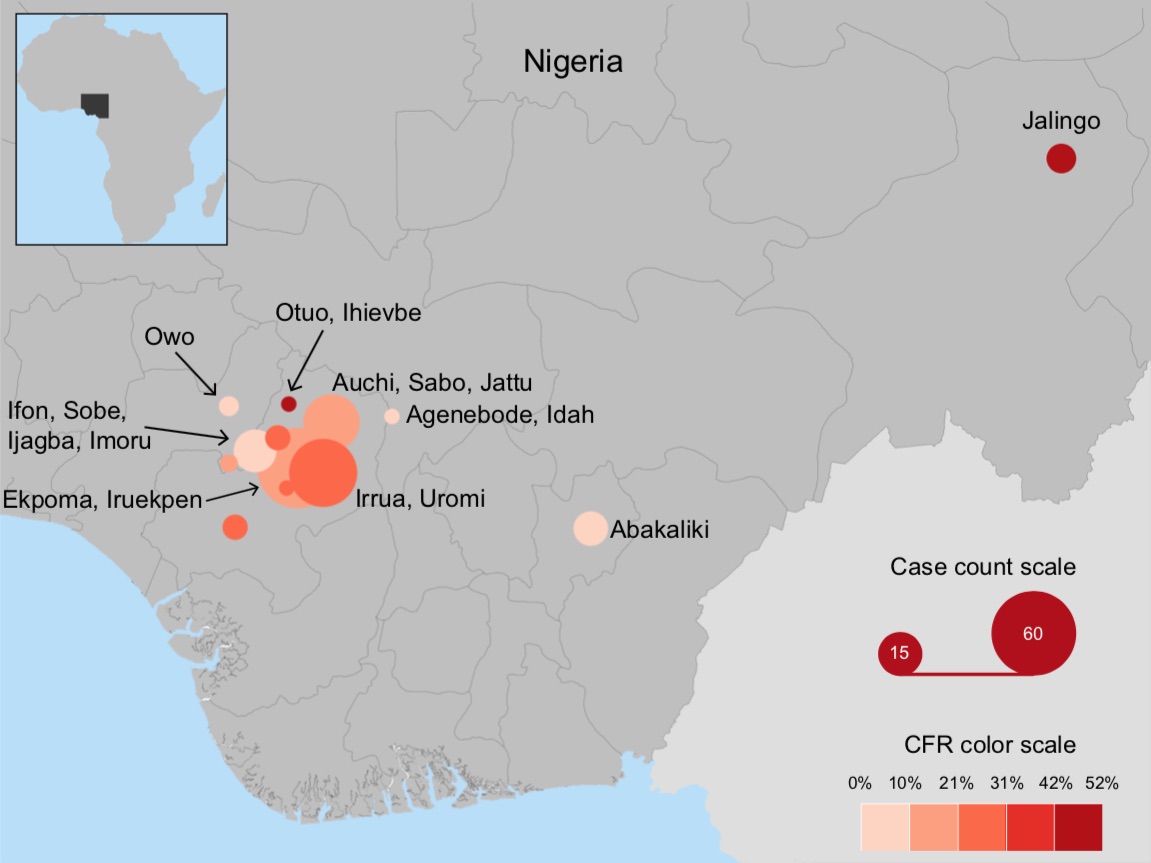 Nigeria
Jalingo
Otuo, Ihievbe
Owo
Auchi, Sabo, Jattu
Agenebode, Idah
Ifon, Sobe,
Ijagba, Imoru
Ekpoma, Iruekpen
Irrua, Uromi
Abakaliki
Case count scale
15
60
CFR color scale
0% 10% 21% 31% 42% 52%